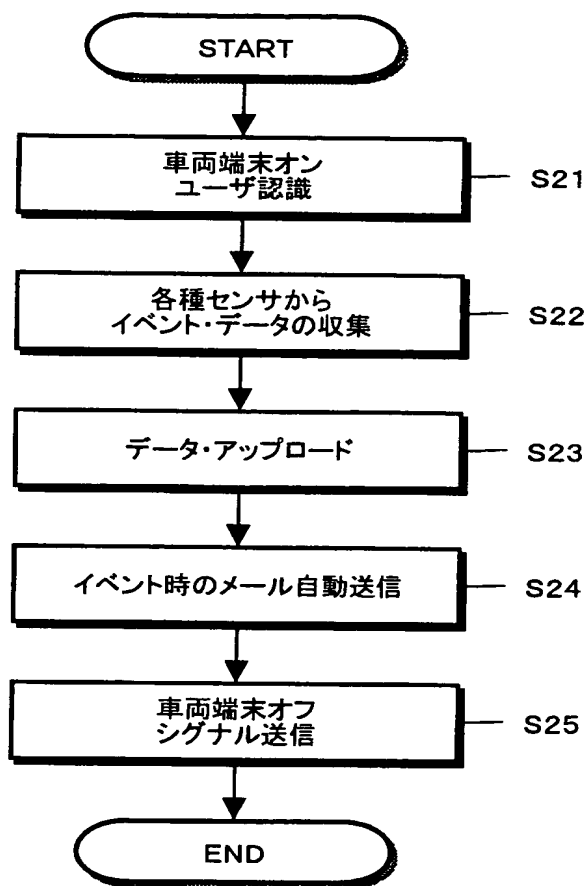 START
車両端末オン
ユーザ認識
S21
各種センサから
イベント・データの収集
S22
データ・アップロード
S23
イベント時のメール自動送信
S24
車両端末オフ
シグナル送信
S25
END